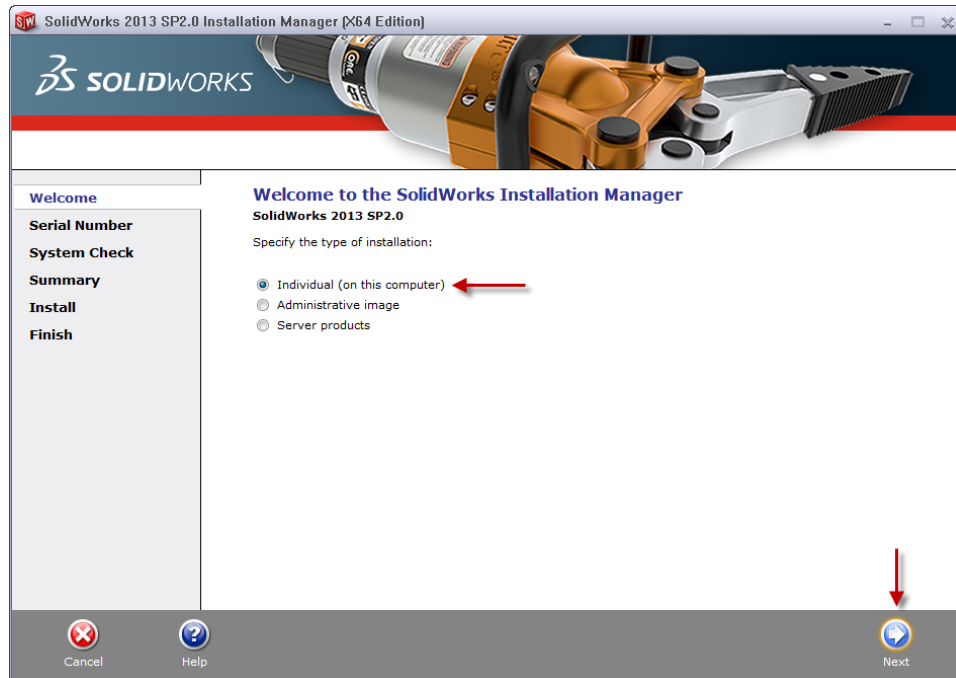 SolidWorks 2013 SP2.0 Installation Manager (X64 Edition)
SOLIDWORKS
Welcome
Serial Number
System Check
Summary
Install
Finish
Welcome to the SolidWorks Installation Manager
SolidWorks 2013 SP2.0
Specify the type of installation:
Individual (on this computer)
Administrative image
Server products
Cancel
Help
Next